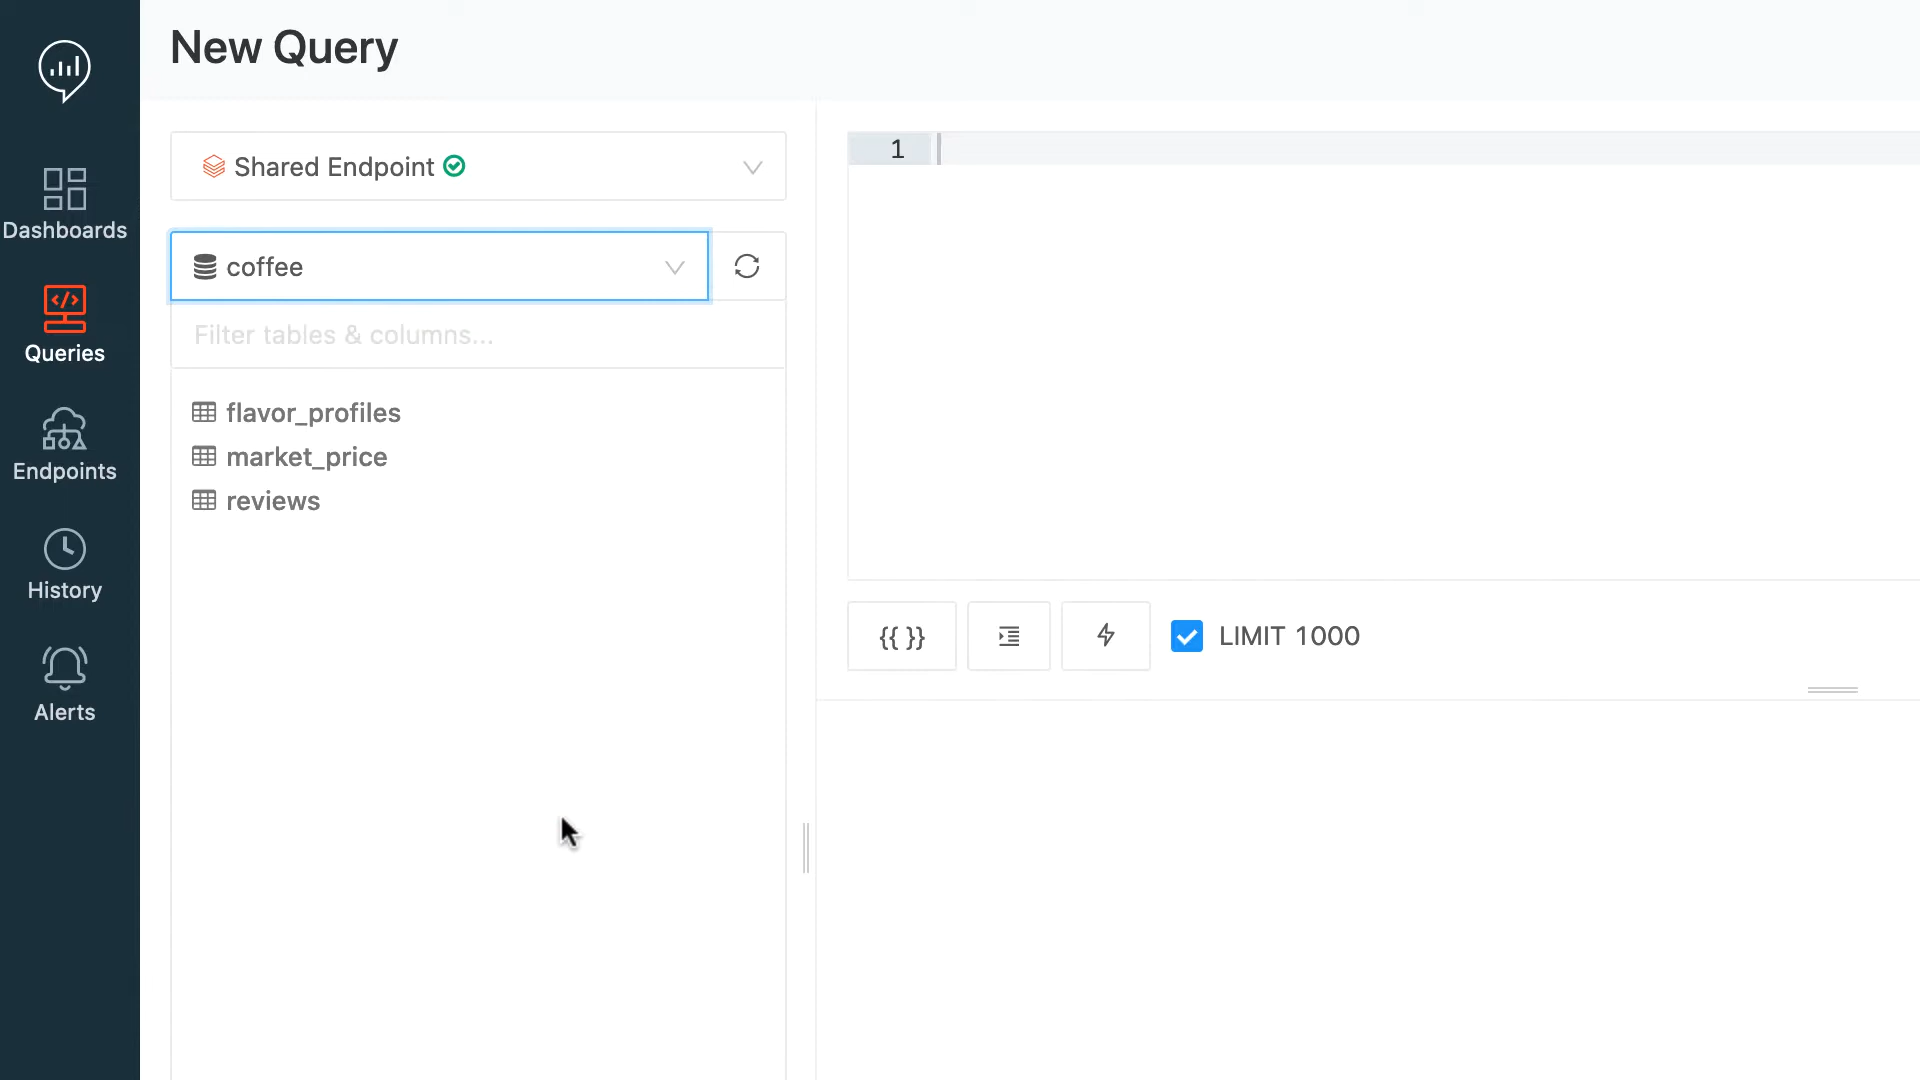 New Query
Shared Endpoint
coffee
Filter tables & columns...
flavor_profiles
market_price
reviews
Dashboards
Queries
Endpoints
History
Alerts
1
{{ }}
LIMIT 1000